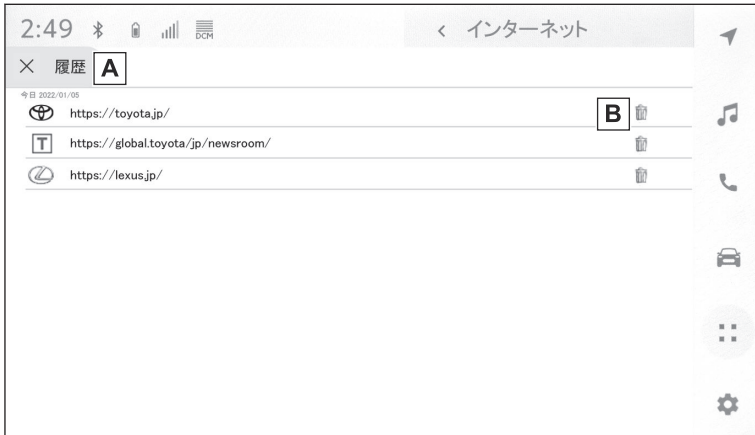 2:49 DCM < インターネット
× 履歴 A
今日 2022/01/05
https://toyota.jp/ B
T https://global.toyota/jp/newsroom/
https://lexus.jp/